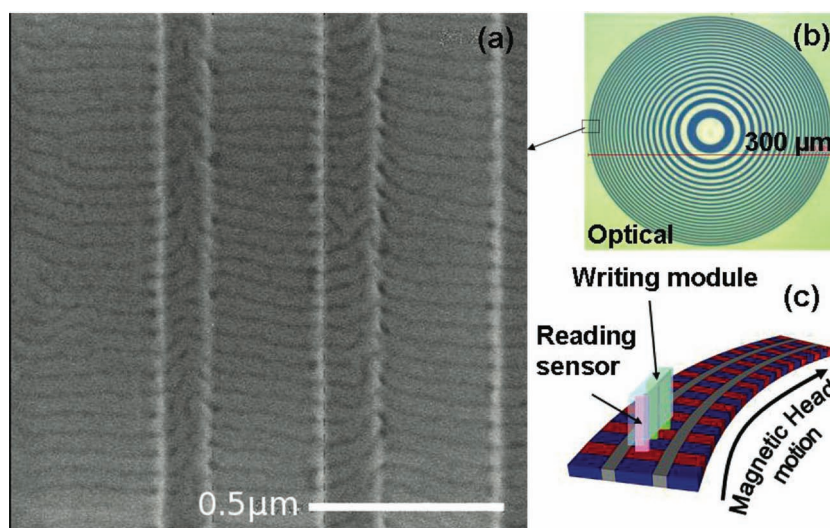 (a)
0.5μm
(b)
300 μm
Optical
(c)
Writing module
Reading
sensor
Magnetic Head
motion